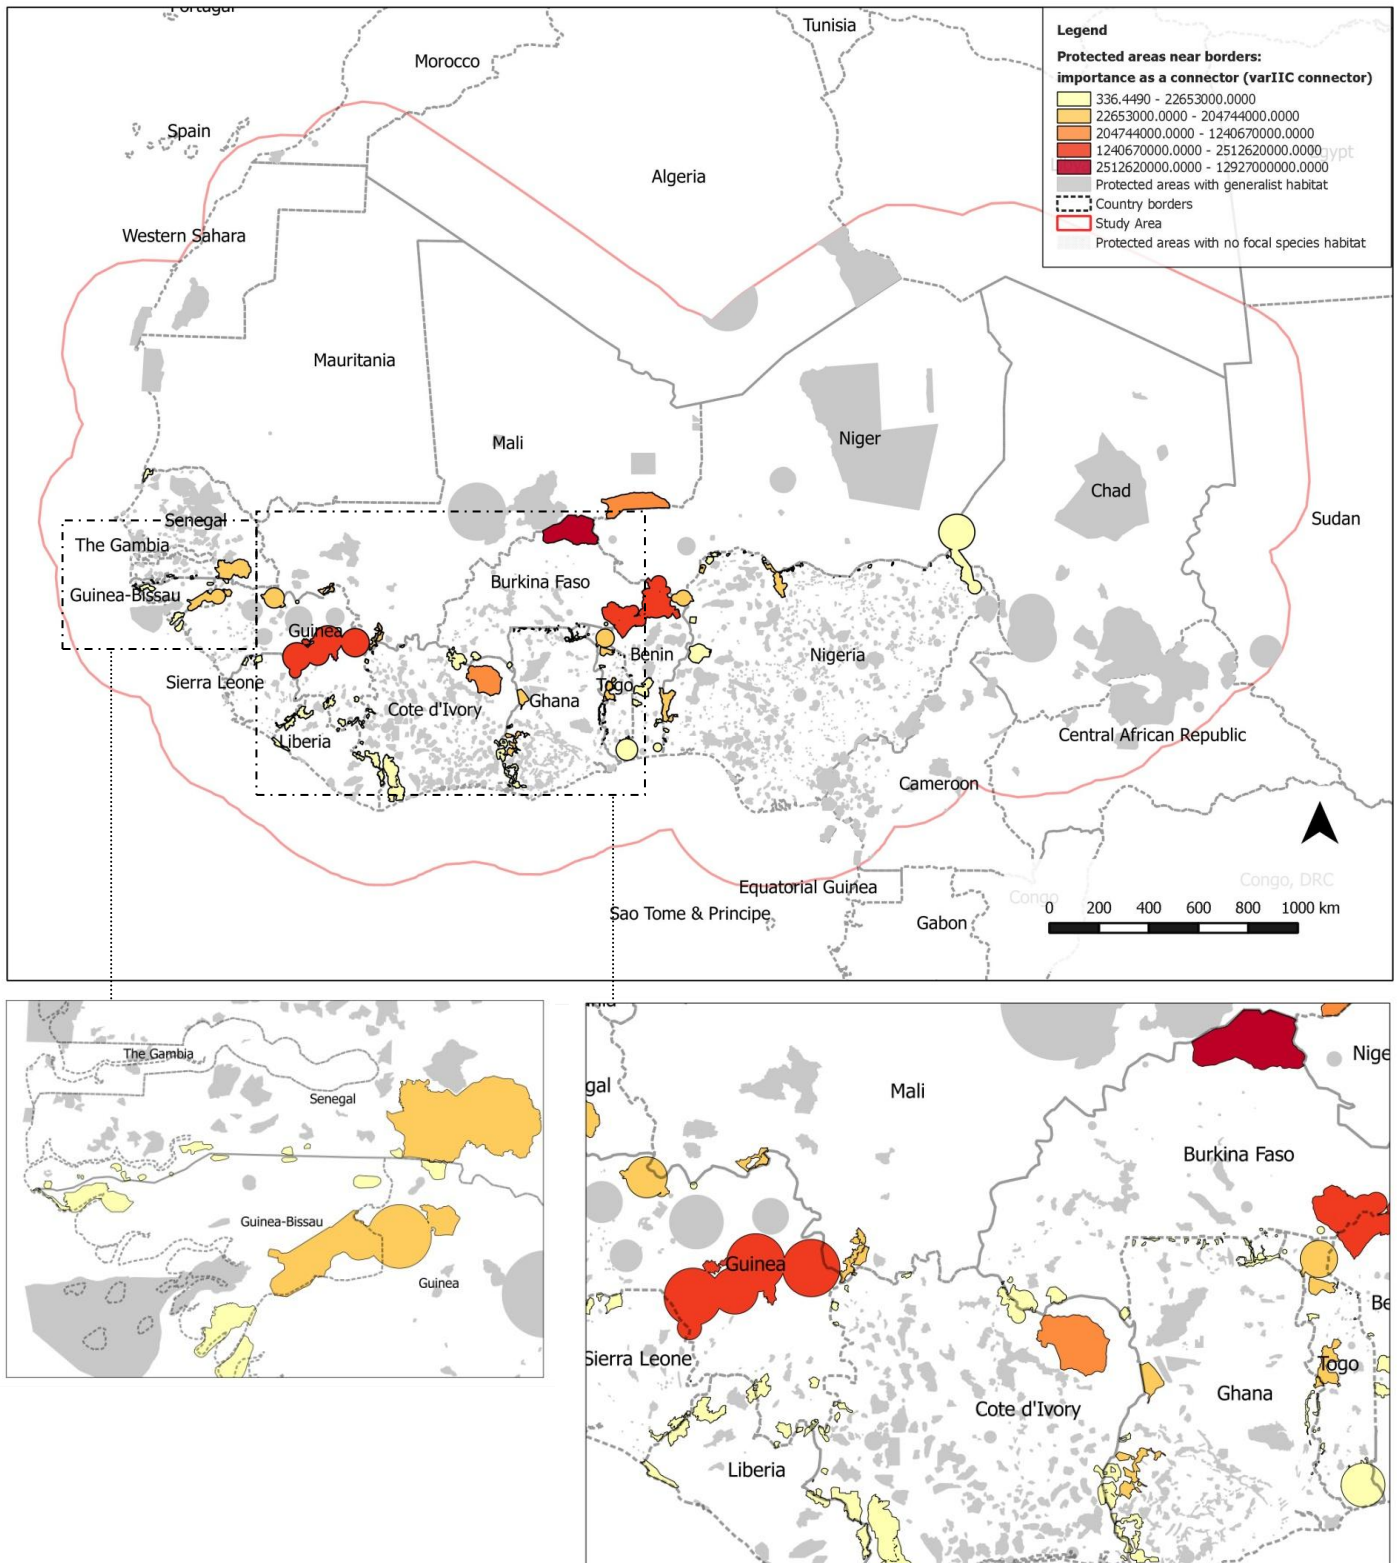 Portugal
Tunisia
Morocco
Legend
Protected areas near borders:
importance as a connector (varIIC connector)
336.4490 - 22653000.0000
22653000.0000 - 204744000.0000
204744000.0000 - 1240670000.0000
1240670000.0000 - 2512620000.0000
2512620000.0000 - 12927000000.0000
Protected areas with generalist habitat
Country borders
Study Area
Protected areas with no focal species habitat
Spain
Egypt
Algeria
Western Sahara
Mauritania
Mali
Niger
Chad
Sudan
Senegal
The Gambia
Guinea-Bissau
Burkina Faso
Guinea
Benin
Nigeria
Sierra Leone
Togo
Ghana
Cote d'Ivory
Liberia
Central African Republic
Cameroon
Equatorial Guinea
Congo, DRC
Congo
Sao Tome & Principe
Gabon
0 200 400 600 800 1000 km
The Gambia
Senegal
Guinea-Bissau
Guinea
gal
Mali
Nige
Burkina Faso
Guinea
Sierra Leone
Be
Togo
Ghana
Cote d'Ivory
Liberia